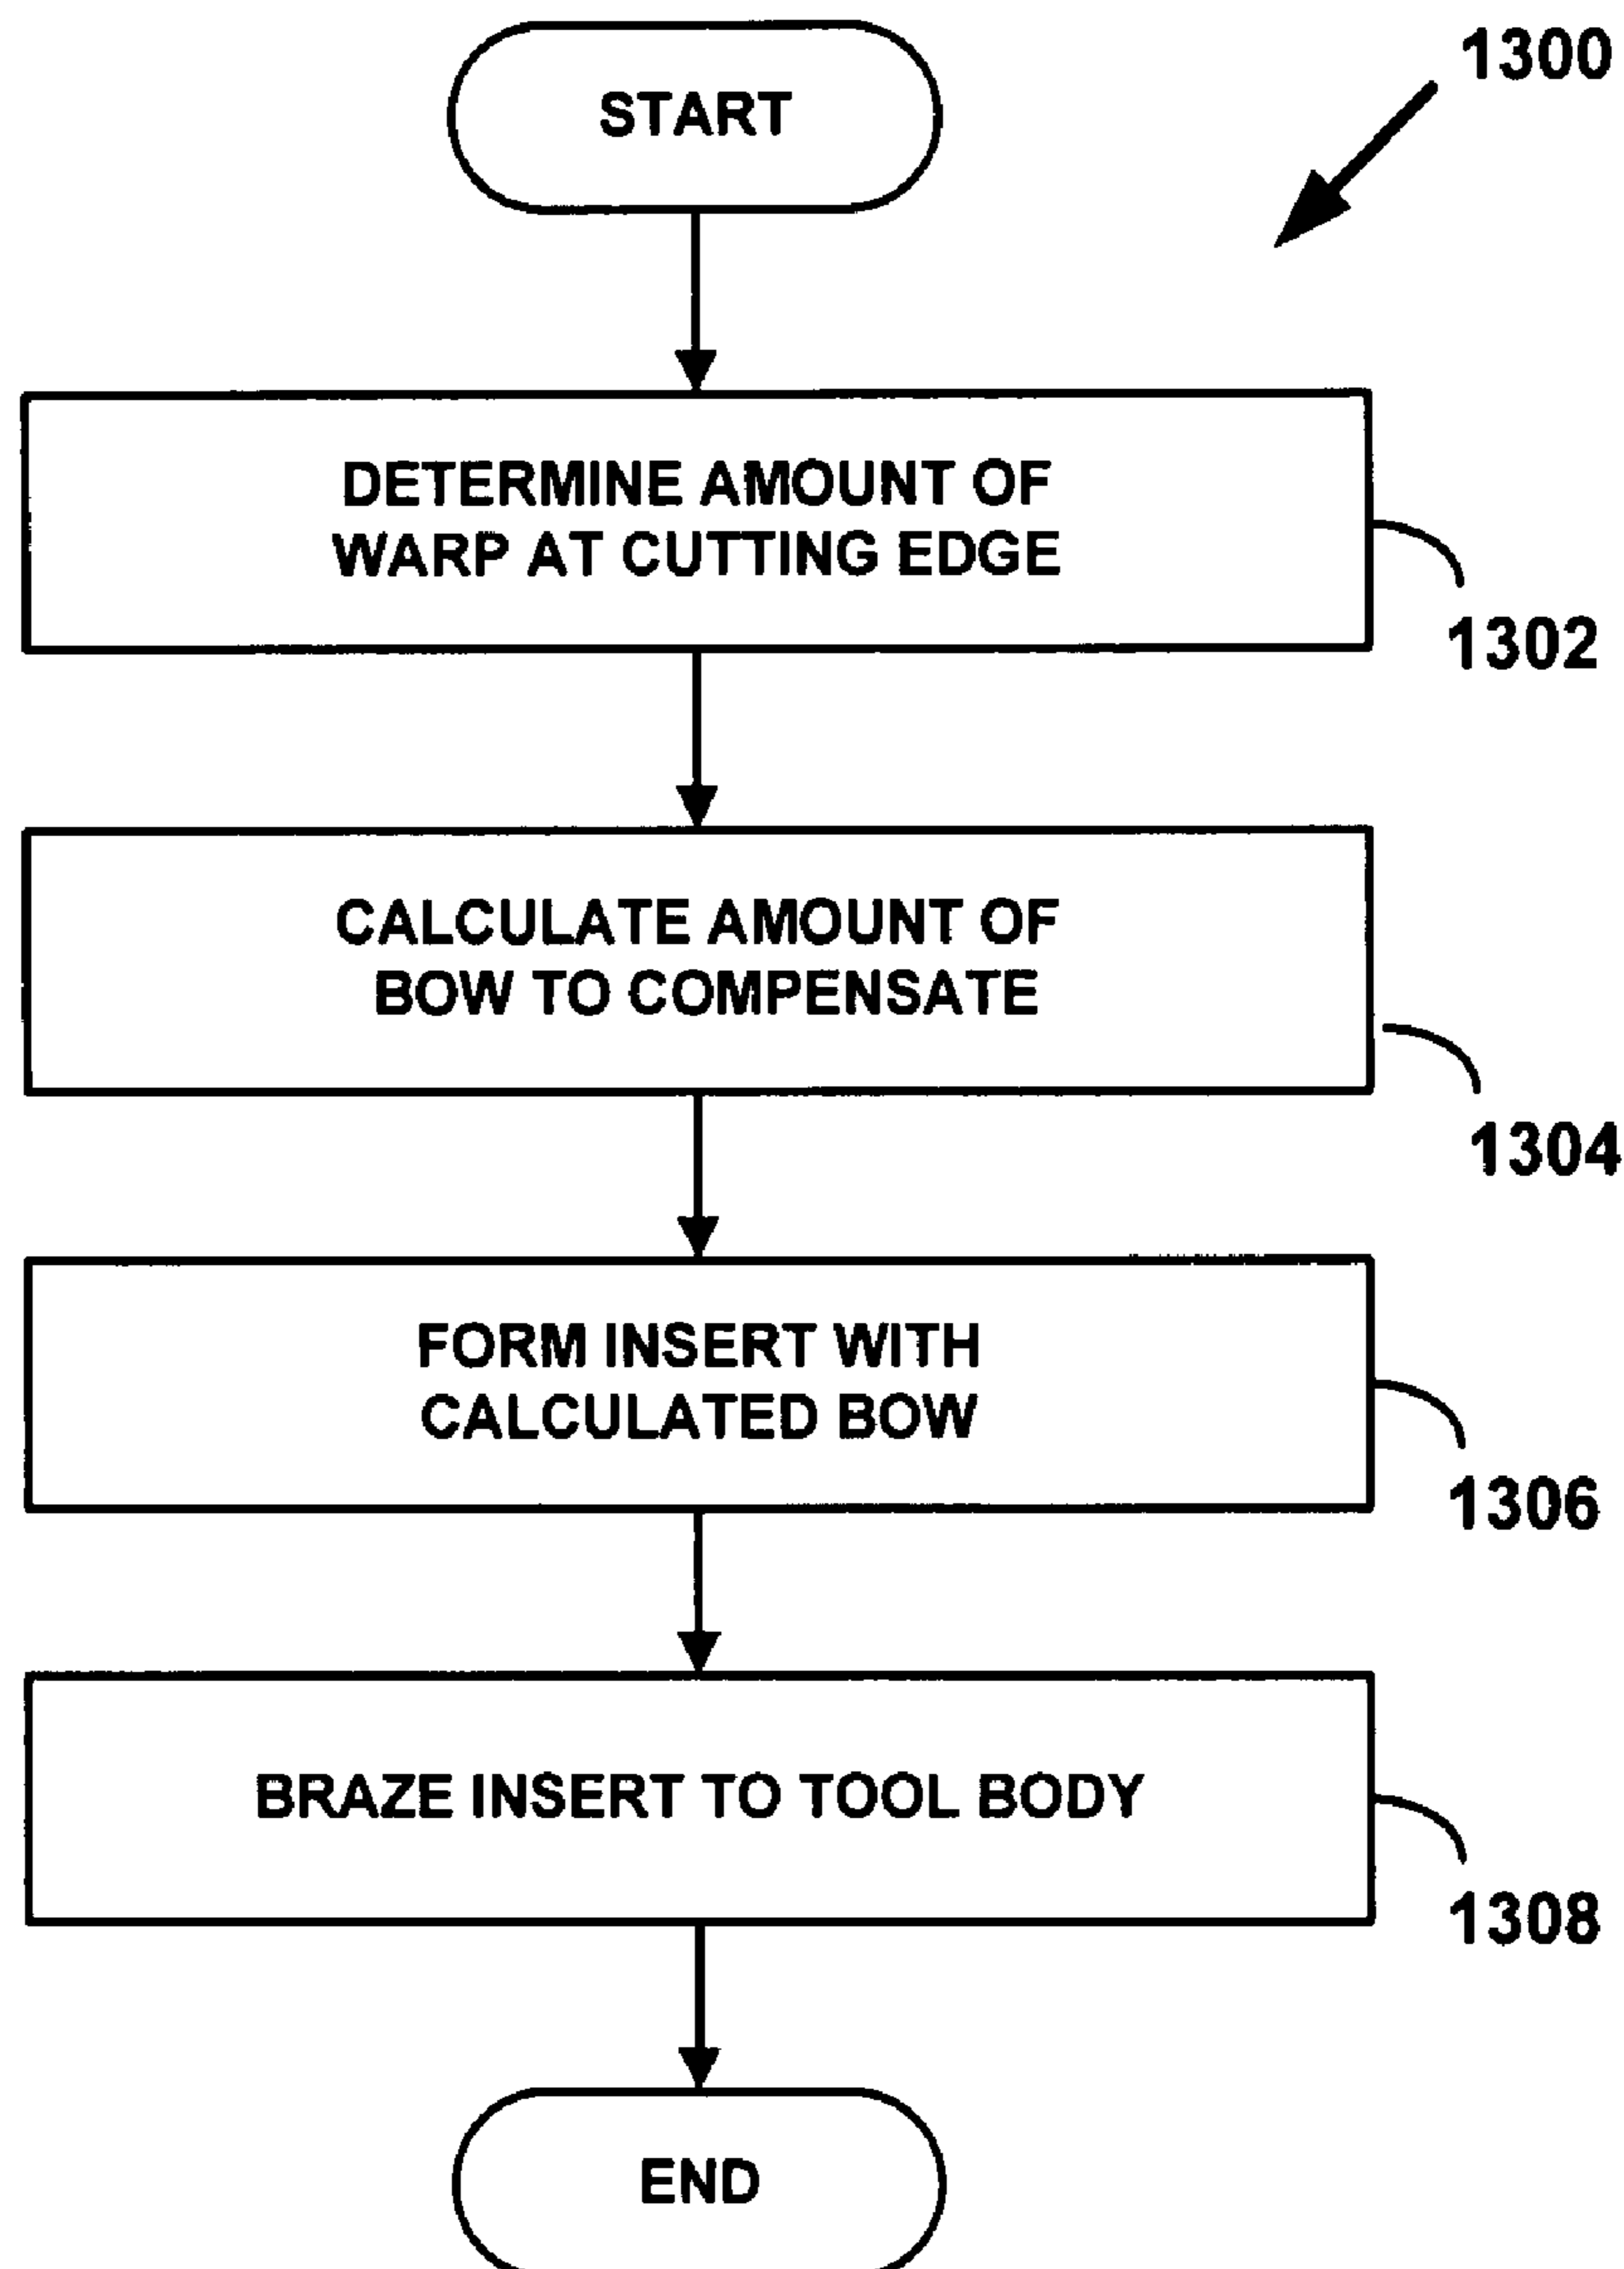 START
1300
DETERMINE AMOUNT OF
WARP AT CUTTING EDGE
1302
CALCULATE AMOUNT OF
BOW TO COMPENSATE
1304
FORM INSERT WITH
CALCULATED BOW
1306
BRAZE INSERT TO TOOL BODY
1308
END